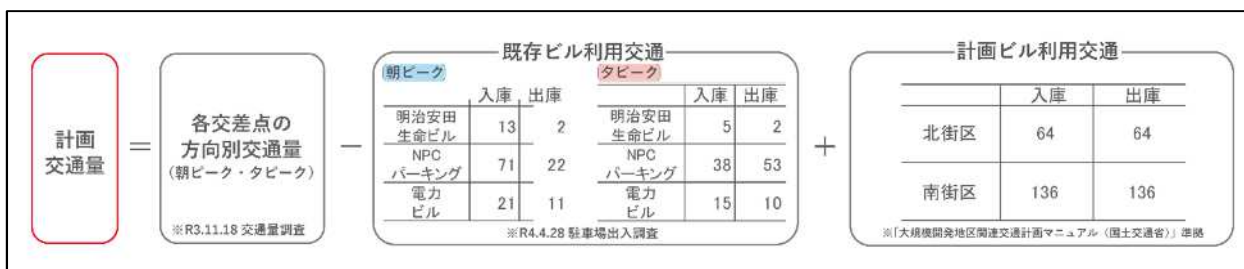 計画
交通量
=
各交差点の
方向別交通量
(朝ピーク・夕ピーク)
※R3.11.18 交通量調査
−
既存ビル利用交通
朝ピーク
入庫 出庫
明治安田
生命ビル 13 2
NPC
パーキング 71 22
電力
ビル 21 11
夕ピーク
入庫 出庫
明治安田
生命ビル 5 2
NPC
パーキング 38 53
電力
ビル 15 10
※R4.4.28 駐車場出入調査
+
計画ビル利用交通
入庫 出庫
北街区 64 64
南街区 136 136
※「大規模開発地区関連交通計画マニュアル（国土交通省）」準拠